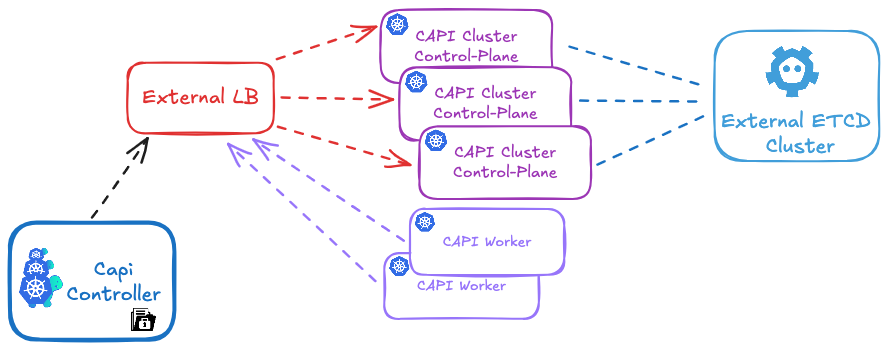 CAPI Cluster
Control-Plane
CAPI Cluster
Control-Plane
CAPI Cluster
Control-Plane
External LB
External ETCD
Cluster
CAPI Worker
CAPI Worker
Capi
Controller